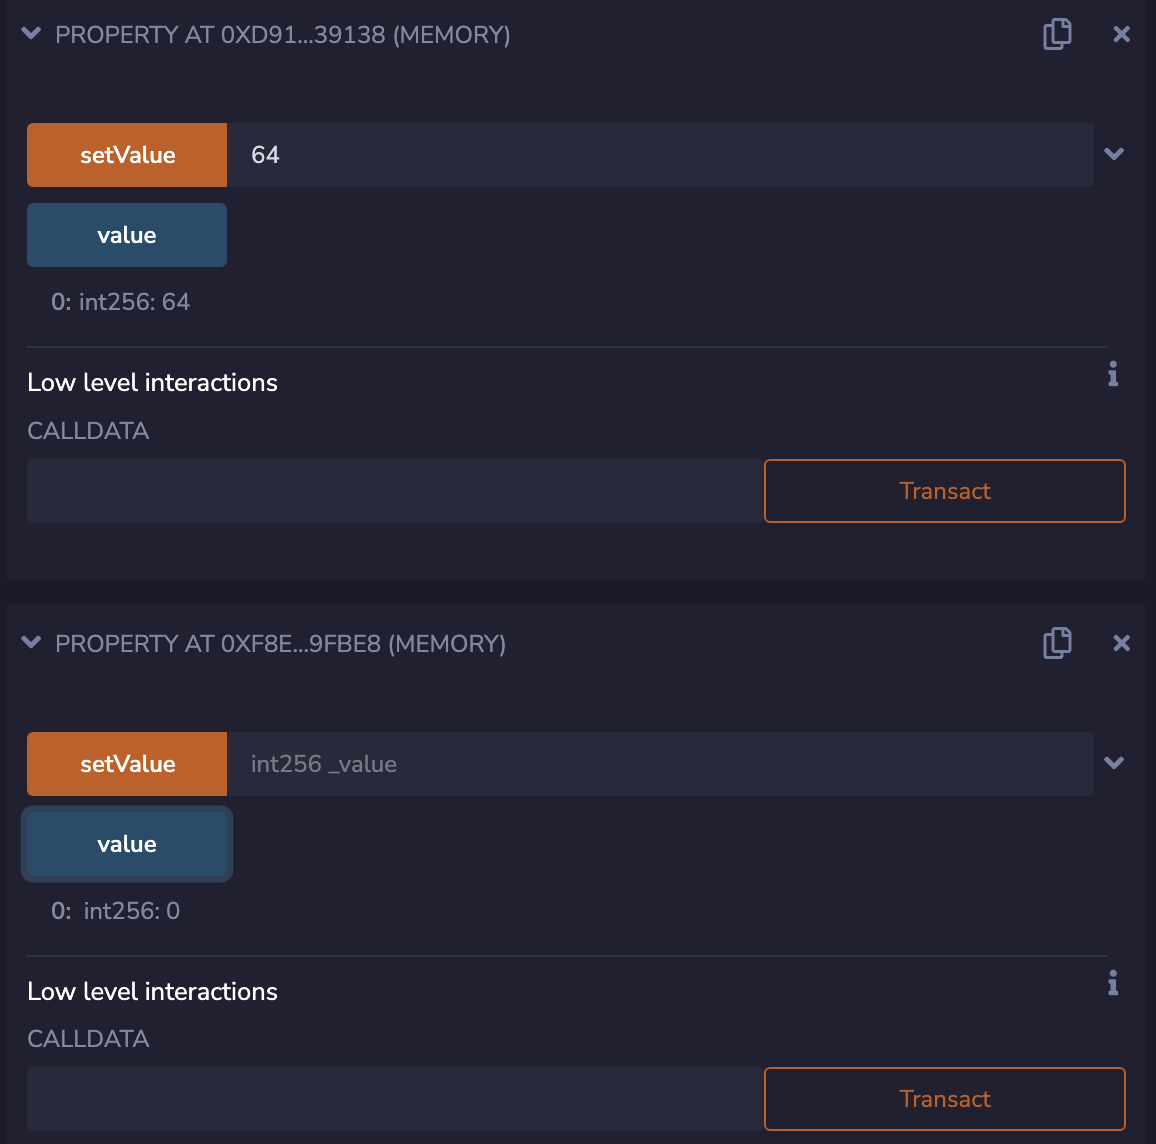 PROPERTY AT 0XD91...39138 (MEMORY)
setValue 64
value
0: int256: 64
Low level interactions
CALLDATA
Transact
PROPERTY AT 0XF8E...9FBE8 (MEMORY)
setValue int256 _value
value
0: int256: 0
Low level interactions
CALLDATA
Transact